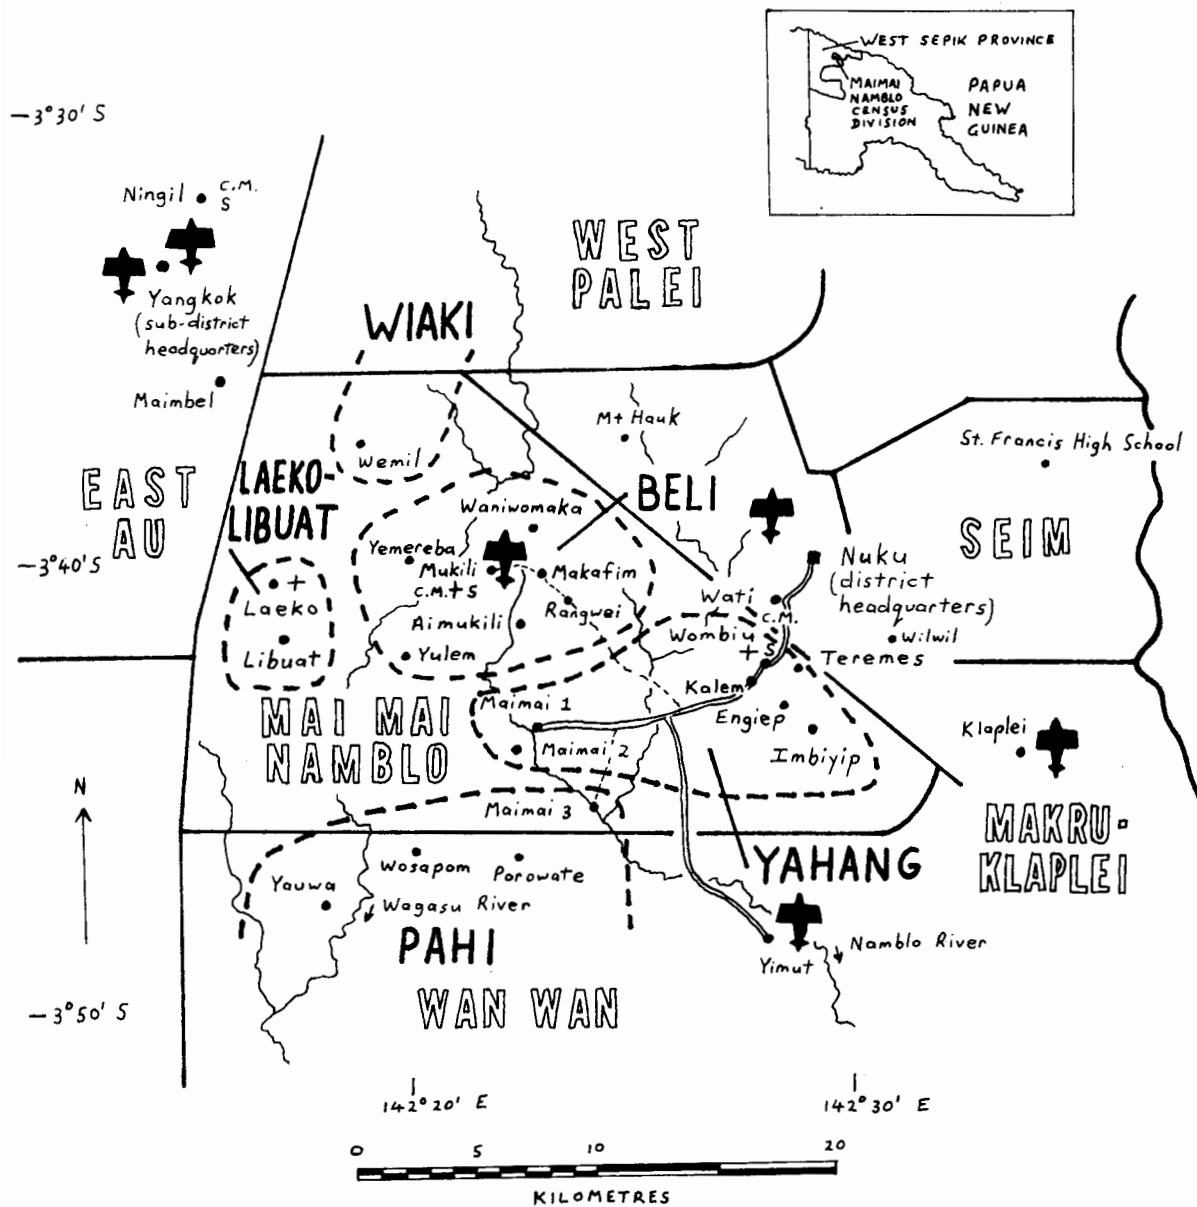 WEST SEPIK PROVINCE
MAIMAI
NAMBLO
CENSUS
DIVISION
PAPUA
NEW
GUINEA
-3°30' S
Ningil
C.M.
S
Yangkok
(sub-district
headquarters)
Maimbel
WEST
PALEI
WIAKI
Mt Hauk
St. Francis High School
Wemil
EAST
AU
LAEKO-
LIBUAT
BELI
SEIM
Waniwomaka
-3°40' S
Yemereba
Mukili
C.M.+S
Makafim
Rangwei
Aimukili
Yulem
Laeko
+
Libuat
Nuku
(district
headquarters)
Wati
C.M.
Wombiu
+ S
Wilwil
Teremes
Kalem
Engiep
Imbiyip
Maimai 1
Maimai 2
Maimai 3
MAI MAI
NAMBLO
Klaplei
N
MAKRU-
KLAPLEI
YAHANG
Wosapom
Porowate
Yauwa
Wagasu River
PAHI
WAN WAN
Yimut
Namblo River
-3°50' S
142°20' E
142°30' E
0 5 10 20
KILOMETRES